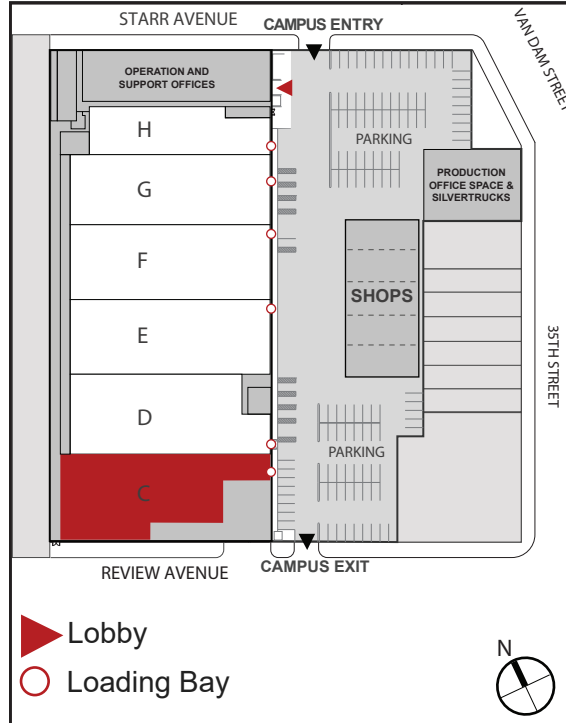 STARR AVENUE
CAMPUS ENTRY
VAN DAM STREET
OPERATION AND
SUPPORT OFFICES
H
PARKING
PRODUCTION
OFFICE SPACE &
SILVERTRUCKS
G
F
SHOPS
E
35TH STREET
D
PARKING
C
REVIEW AVENUE
CAMPUS EXIT
Lobby
Loading Bay
N